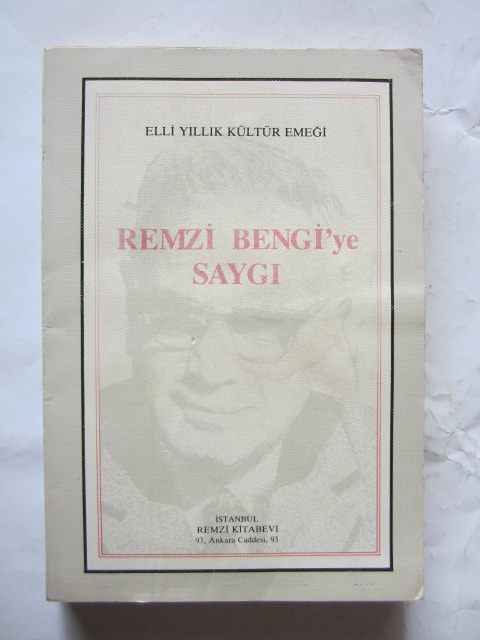 ELLİ YILLIK KÜLTÜR EMEĞİ
REMZİ BENGİ'ye
SAYGI
İSTANBUL
REMZİ KİTABEVİ
93, Ankara Caddesi, 93